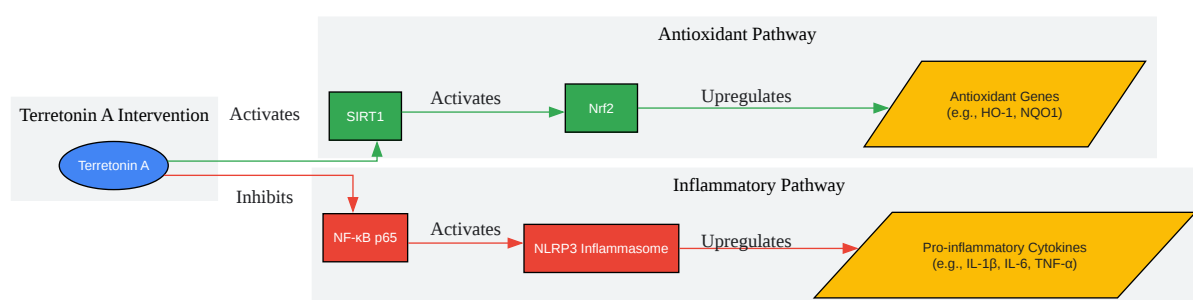 Antioxidant Pathway
Terretonin A Intervention
Activates
SIRT1
Activates
Nrf2
Upregulates
Antioxidant Genes
(e.g., HO-1, NQO1)
Terretonin A
Inhibits
Inflammatory Pathway
NF-κB p65
Activates
NLRP3 Inflammasome
Upregulates
Pro-inflammatory Cytokines
(e.g., IL-1β, IL-6, TNF-α)